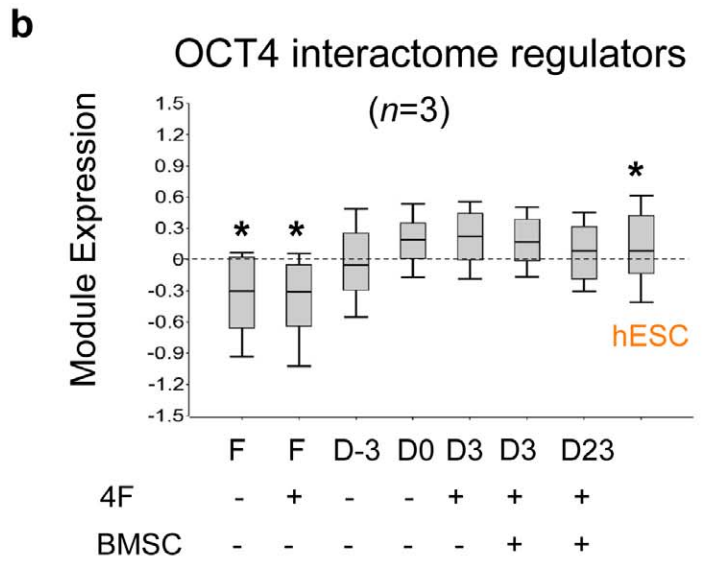 b
OCT4 interactome regulators
(n=3)
Module Expression
1.5
1.2
0.9
0.6
0.3
0
-0.3
-0.6
-0.9
-1.2
-1.5
* * *
hESC
F F D-3 D0 D3 D3 D23
4F - + - - + + +
BMSC - - - - - + +